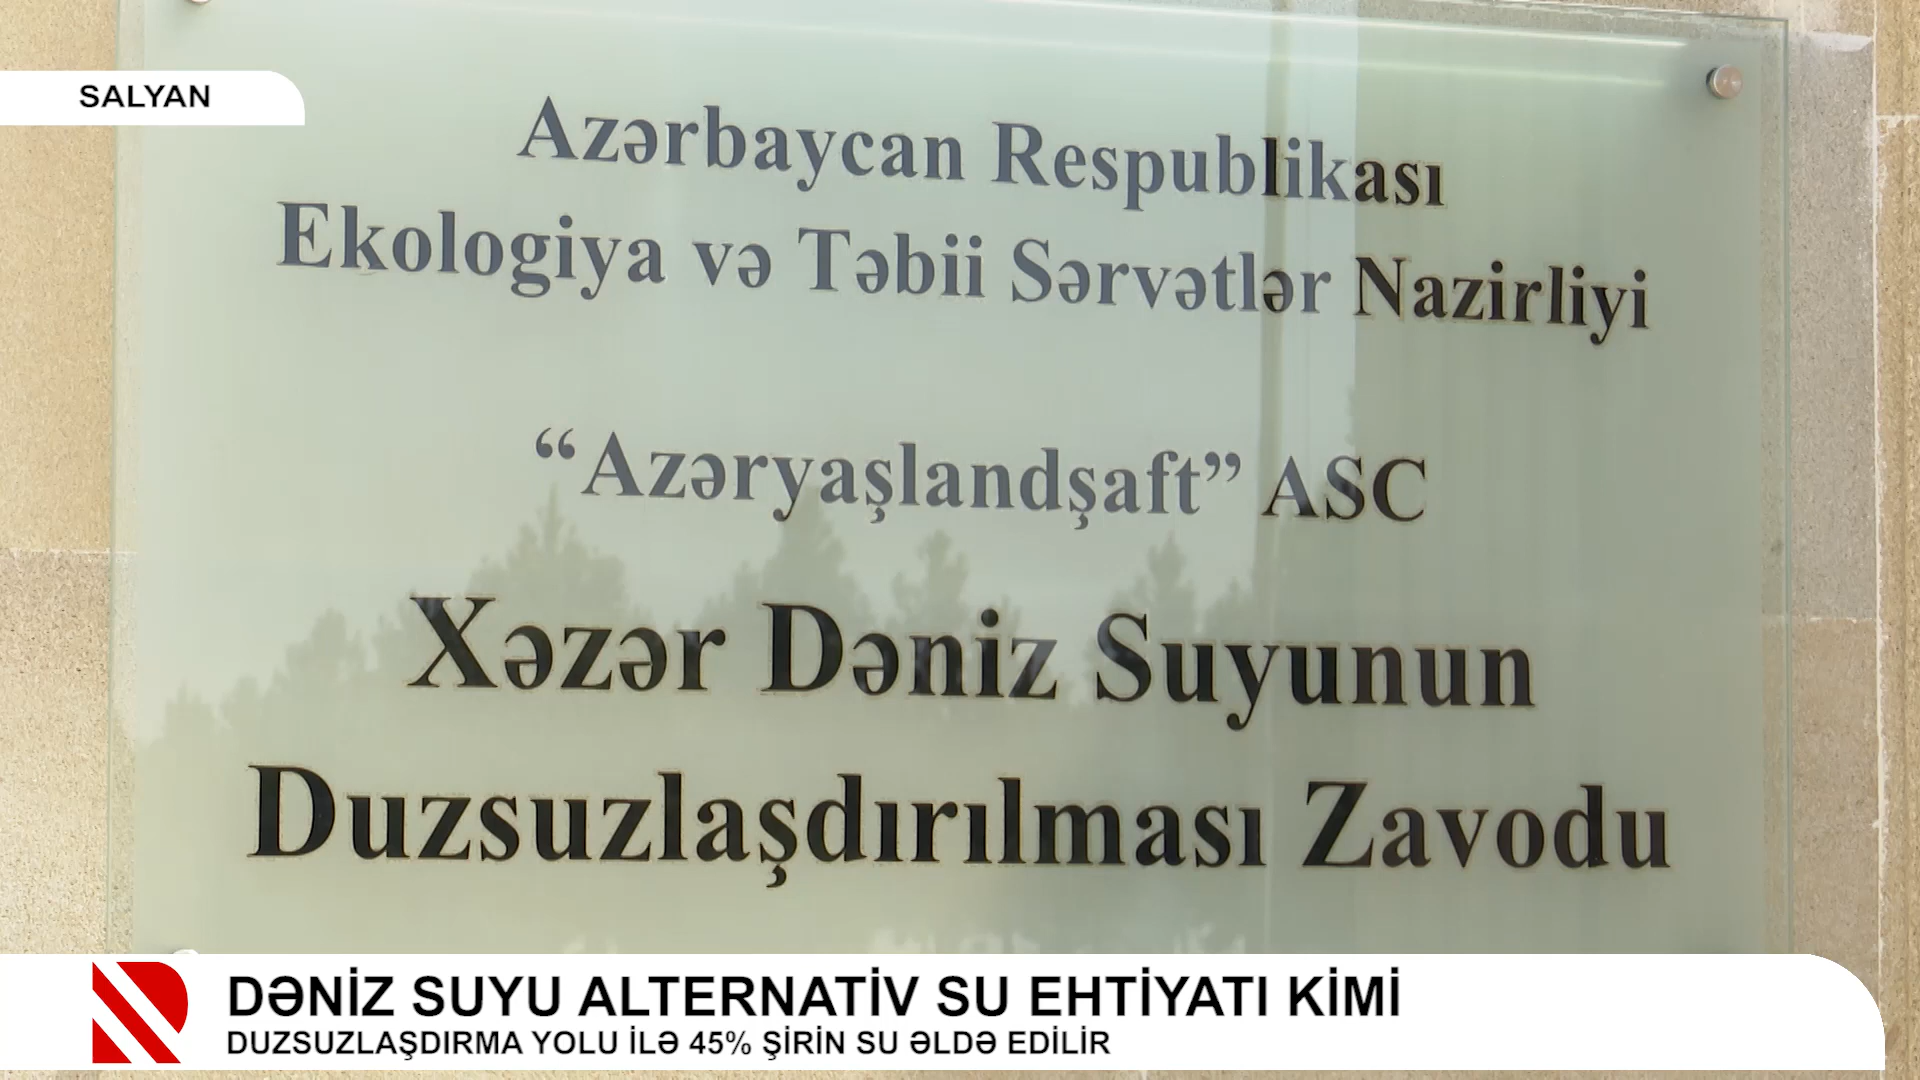 SALYAN
Azərbaycan Respublikası
Ekologiya və Təbii Sərvətlər Nazirliyi
“Azəryaşlandşaft” ASC
Xəzər Dəniz Suyunun
Duzsuzlaşdırılması Zavodu
DƏNİZ SUYU ALTERNATİV SU EHTİYATI KİMİ
DUZSUZLAŞDIRMA YOLU İLƏ 45% ŞİRİN SU ƏLDƏ EDİLİR